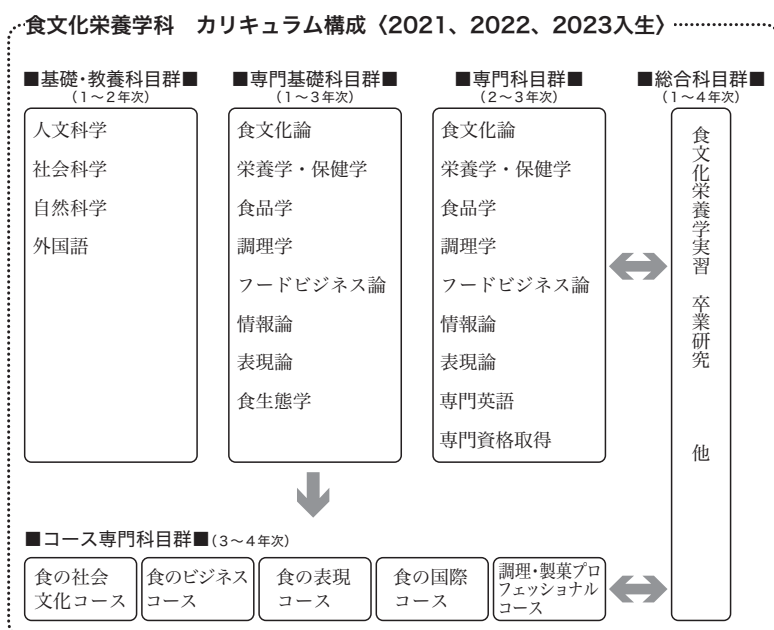 食文化栄養学科 カリキュラム構成〈2021、2022、2023入生〉
■基礎・教養科目群■
(1〜2年次)
人文科学
社会科学
自然科学
外国語
■専門基礎科目群■
(1〜3年次)
食文化論
栄養学・保健学
食品学
調理学
フードビジネス論
情報論
表現論
食生態学
■専門科目群■
(2〜3年次)
食文化論
栄養学・保健学
食品学
調理学
フードビジネス論
情報論
表現論
専門英語
専門資格取得
■総合科目群■
(1〜4年次)
食文化栄養学実習 卒業研究 他
■コース専門科目群■(3〜4年次)
食の社会
文化コース
食のビジネス
コース
食の表現
コース
食の国際
コース
調理・製菓プロ
フェッショナル
コース